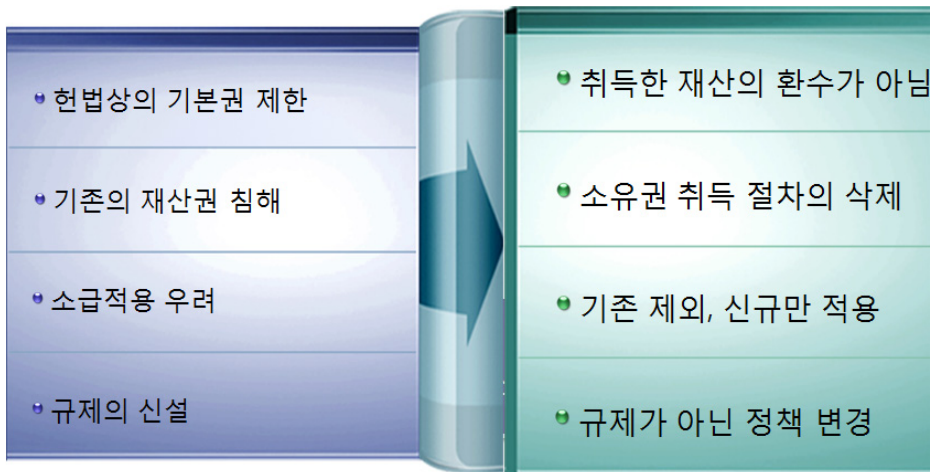 헌법상의 기본권 제한
기존의 재산권 침해
소급적용 우려
규제의 신설
취득한 재산의 환수가 아님
소유권 취득 절차의 삭제
기존 제외, 신규만 적용
규제가 아닌 정책 변경